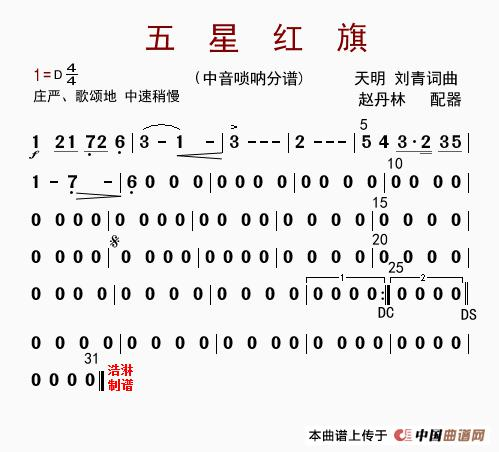 五 星 红 旗
1=D 4/4 (中音唢呐分谱) 天明 刘青词曲
庄严、歌颂地 中速稍慢 赵丹林 配器
5
1 21 72 6 | 3 - 1 - | 3 - - - | 2 - - - | 5 4 3·2 35 |
f
10
1 - 7 - | 6 0 0 0 | 0 0 0 0 | 0 0 0 0 | 00 0 0 |
15
0 0 0 0 | 0 0 0 0 | 00 0 0 | 0 0 0 0 | 0 0 0 0 |
20
0 0 0 0 | 0 0 0 0 | 0 0 0 0 | 0 0 0 0 | 0 0 0 0 |
25
1 2
0 0 0 0 | 0 0 0 0 | 0 0 0 0 | 0 0 0 0 :| 0 0 0 0 ‖
DC DS
0 0 0 0 | 0 0 0 0 | 0 0 0 0 | 0 0 0 0 | 0 0 0 0 |
31
0 0 0 0 ‖ 浩淋
制谱
本曲谱上传于 中国曲谱网